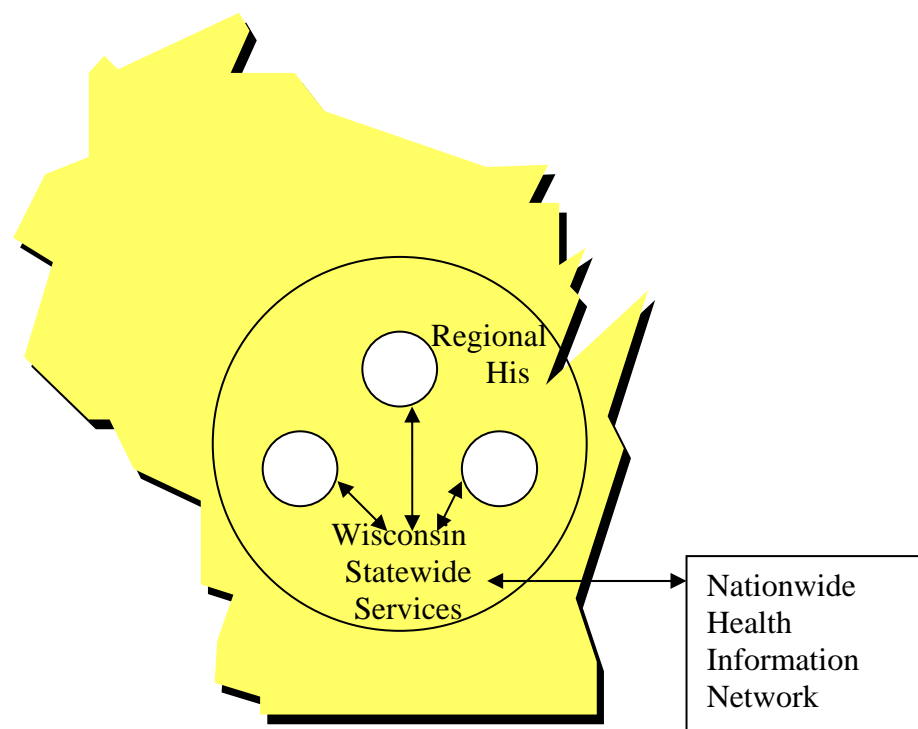 Regional
His
Wisconsin
Statewide
Services
Nationwide
Health
Information
Network